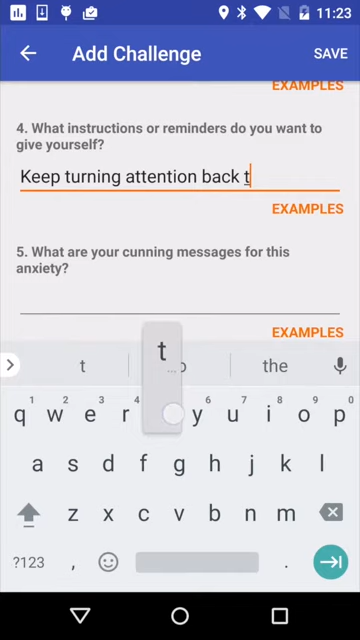 11:23
Add Challenge
SAVE
EXAMPLES
4. What instructions or reminders do you want to
give yourself?
Keep turning attention back t
EXAMPLES
5. What are your cunning messages for this
anxiety?
EXAMPLES
t the
t
1 2 3 4 6 7 8 9 0
q w e r y u i o p
a s d f g h j k l
z x c v b n m
?123 , .